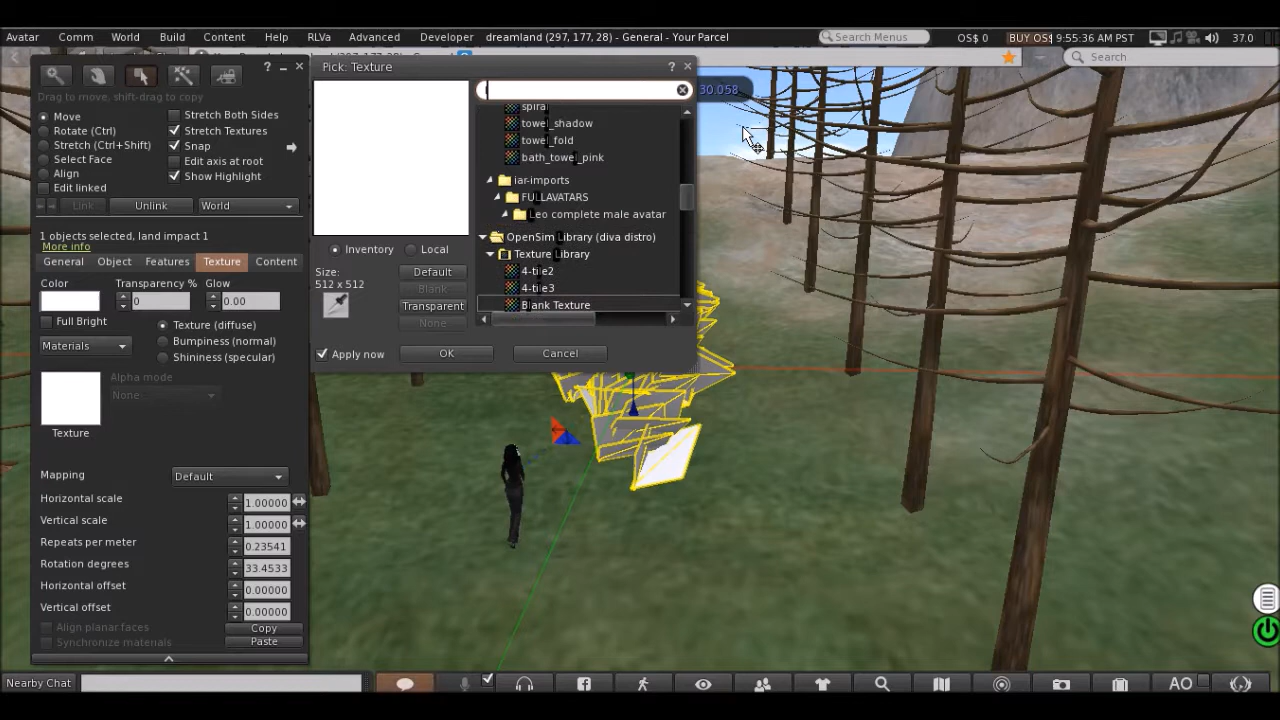 Avatar Comm World Build Content Help RLVa Advanced Developer dreamland (297, 177, 28) - General - Your Parcel Search Menus OS$ 0 BUY OS$ 9:55:36 AM PST 37.0
Search
Pick: Texture
30.058
Drag to move, shift-drag to copy
Move
Rotate (Ctrl)
Stretch (Ctrl+Shift)
Select Face
Align
Edit linked
Stretch Both Sides
Stretch Textures
Snap
Edit axis at root
Show Highlight
Link
Unlink
World
1 objects selected, land impact 1
More info
General Object Features Texture Content
Color
Transparency %
Glow
0
0.00
Full Bright
Materials
Texture (diffuse)
Bumpiness (normal)
Shininess (specular)
Alpha mode
None
Texture
Mapping
Default
Horizontal scale 1.00000
Vertical scale 1.00000
Repeats per meter 0.23541
Rotation degrees 33.4533
Horizontal offset 0.00000
Vertical offset 0.00000
Align planar faces
Copy
Synchronize materials
Paste
Inventory
Local
Size:
512 x 512
Default
Blank
Transparent
None
Apply now
OK
Cancel
spiral
towel_shadow
towel_fold
bath_towel_pink
iar-imports
FULLAVATARS
Leo complete male avatar
OpenSim Library (diva distro)
Texture Library
4-tile2
4-tile3
Blank Texture
Nearby Chat
AO